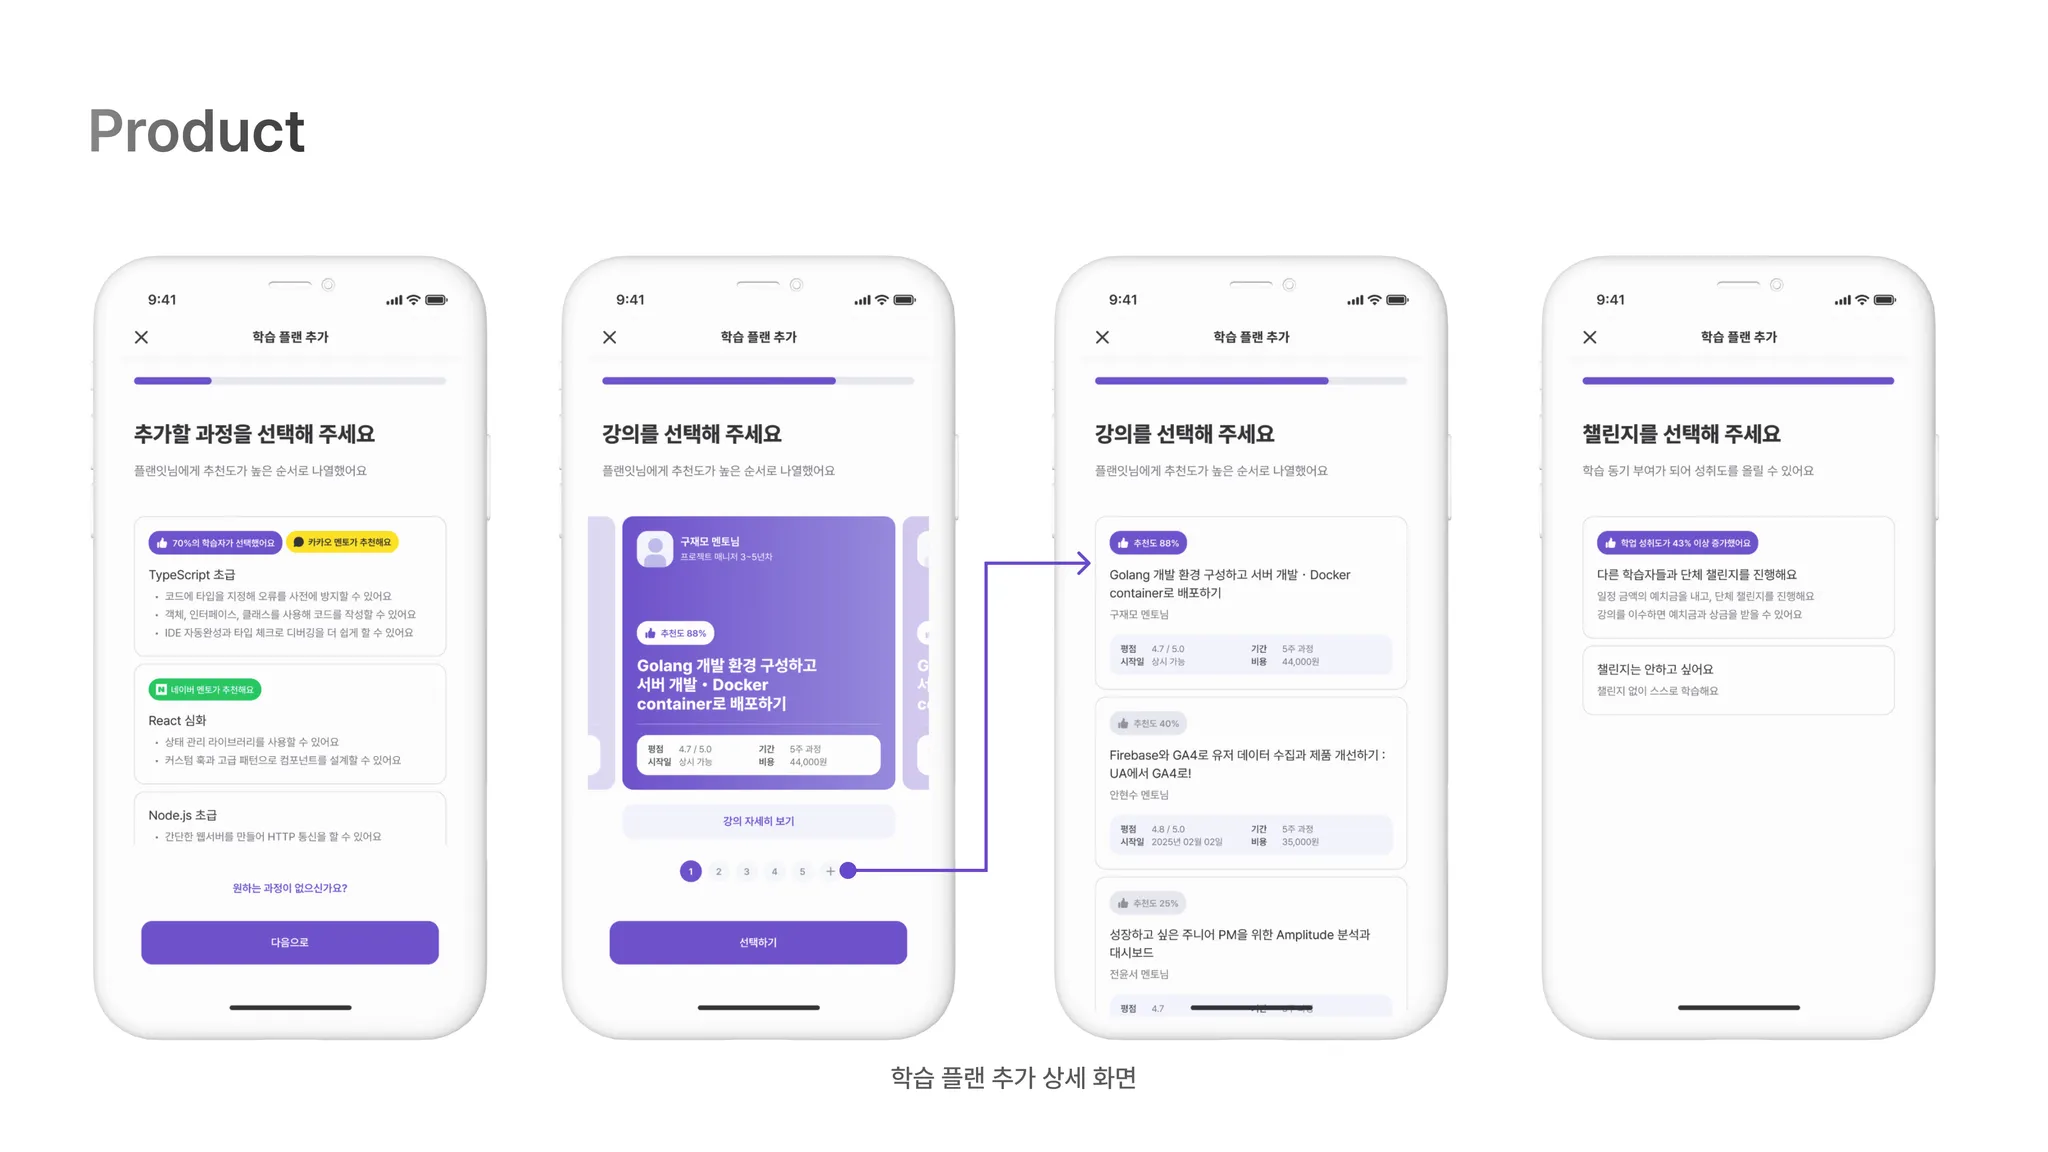 Product
9:41
학습 플랜 추가
추가할 과정을 선택해 주세요
플랜잇님에게 추천도가 높은 순서로 나열했어요
70%의 학습자가 선택했어요
카카오 멘토가 추천해요
TypeScript 초급
• 코드에 타입을 지정해 오류를 사전에 방지할 수 있어요
• 객체, 인터페이스, 클래스를 사용해 코드를 작성할 수 있어요
• IDE 자동완성과 타입 체크로 디버깅을 더 쉽게 할 수 있어요
N 네이버 멘토가 추천해요
React 심화
• 상태 관리 라이브러리를 사용할 수 있어요
• 커스텀 훅과 고급 패턴으로 컴포넌트를 설계할 수 있어요
Node.js 초급
• 간단한 웹서버를 만들어 HTTP 통신을 할 수 있어요
원하는 과정이 없으신가요?
다음으로
9:41
학습 플랜 추가
강의를 선택해 주세요
플랜잇님에게 추천도가 높은 순서로 나열했어요
구재모 멘토님
프로젝트 매니저 3~5년차
추천도 88%
Golang 개발 환경 구성하고
서버 개발・Docker
container로 배포하기
평점 4.7 / 5.0 기간 5주 과정
시작일 상시 가능 비용 44,000원
강의 자세히 보기
1 2 3 4 5 +
선택하기
9:41
학습 플랜 추가
강의를 선택해 주세요
플랜잇님에게 추천도가 높은 순서로 나열했어요
추천도 88%
Golang 개발 환경 구성하고 서버 개발・Docker
container로 배포하기
구재모 멘토님
평점 4.7 / 5.0 기간 5주 과정
시작일 상시 가능 비용 44,000원
추천도 40%
Firebase와 GA4로 유저 데이터 수집과 제품 개선하기 :
UA에서 GA4로!
안현수 멘토님
평점 4.8 / 5.0 기간 5주 과정
시작일 2025년 02월 02일 비용 35,000원
추천도 25%
성장하고 싶은 주니어 PM을 위한 Amplitude 분석과
대시보드
전윤서 멘토님
평점 4.7
9:41
학습 플랜 추가
챌린지를 선택해 주세요
학습 동기 부여가 되어 성취도를 올릴 수 있어요
학업 성취도가 43% 이상 증가했어요
다른 학습자들과 단체 챌린지를 진행해요
일정 금액의 예치금을 내고, 단체 챌린지를 진행해요
강의를 이수하면 예치금과 상금을 받을 수 있어요
챌린지는 안하고 싶어요
챌린지 없이 스스로 학습해요
학습 플랜 추가 상세 화면